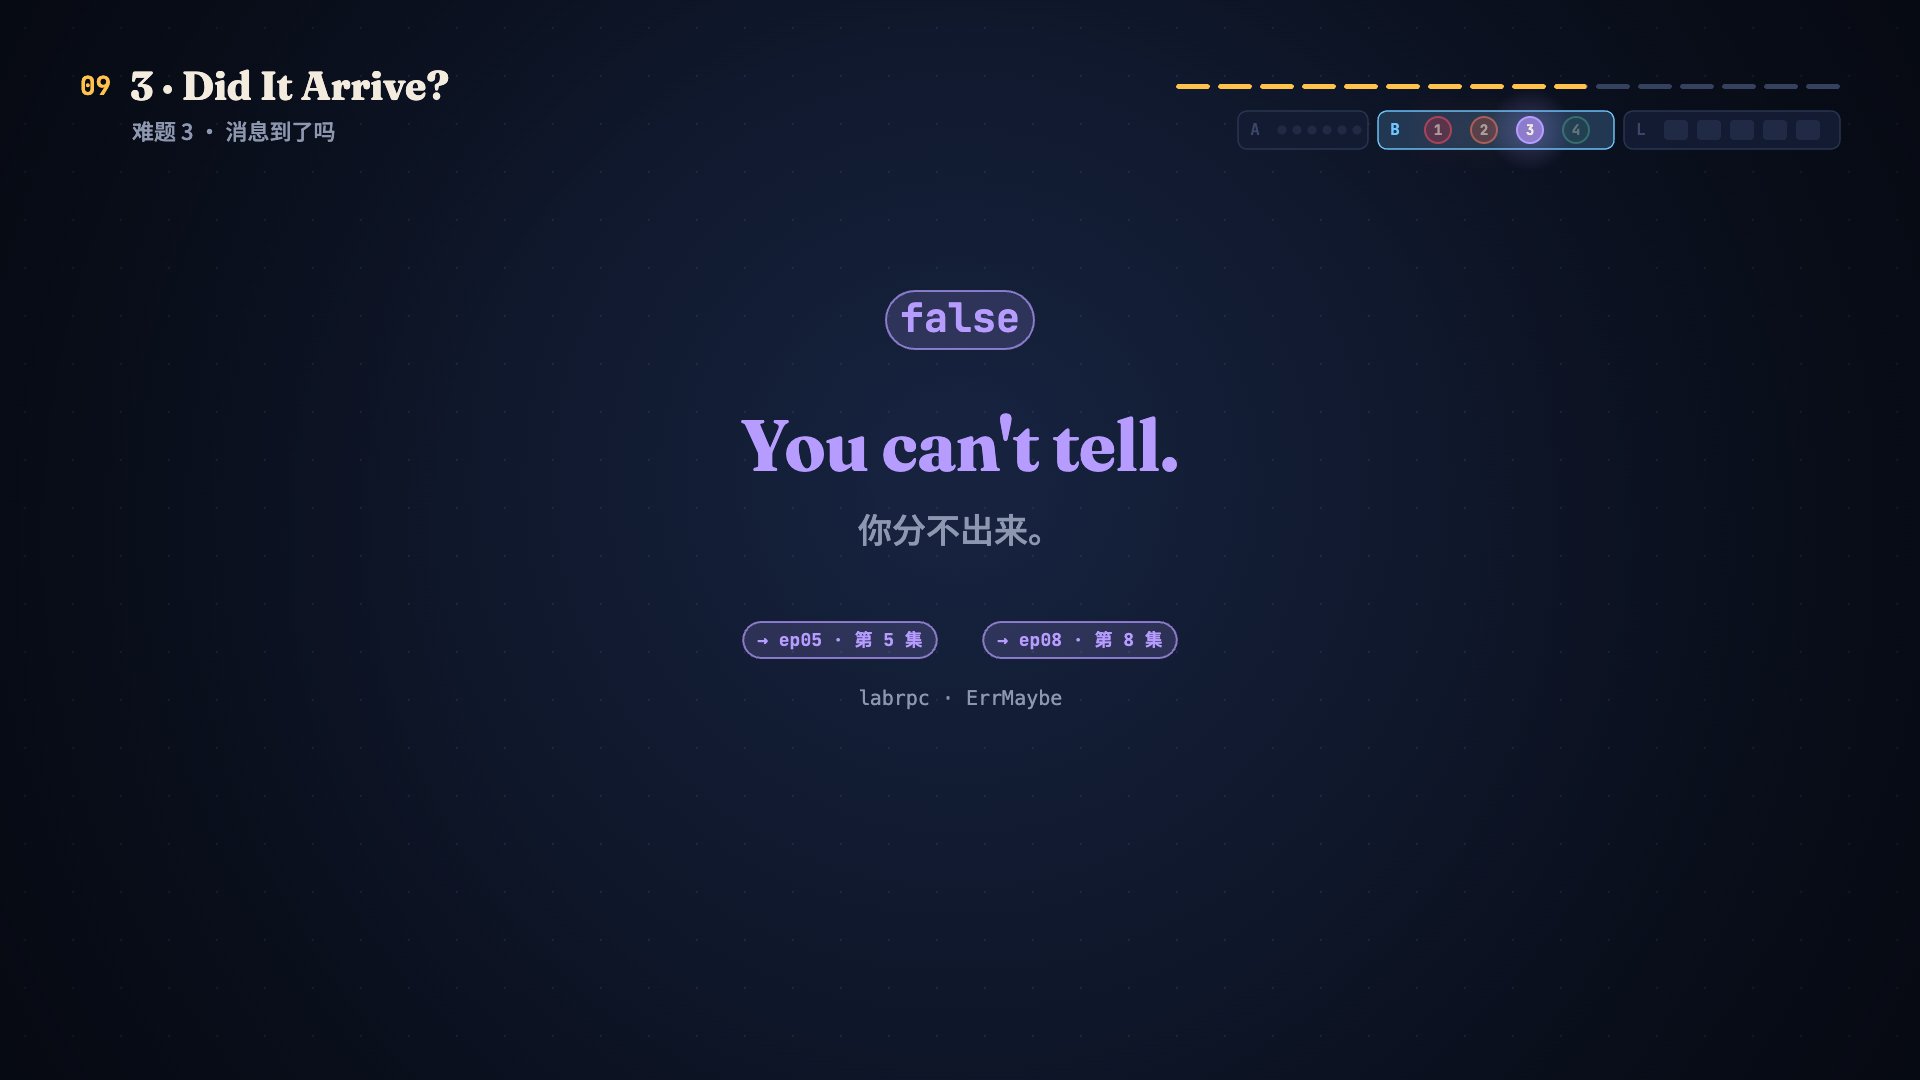 09 3 · Did It Arrive?
难题 3 · 消息到了吗
A B 1 2 3 4 L
false
You can't tell.
你分不出来。
→ ep05 · 第 5 集 → ep08 · 第 8 集
labrpc · ErrMaybe